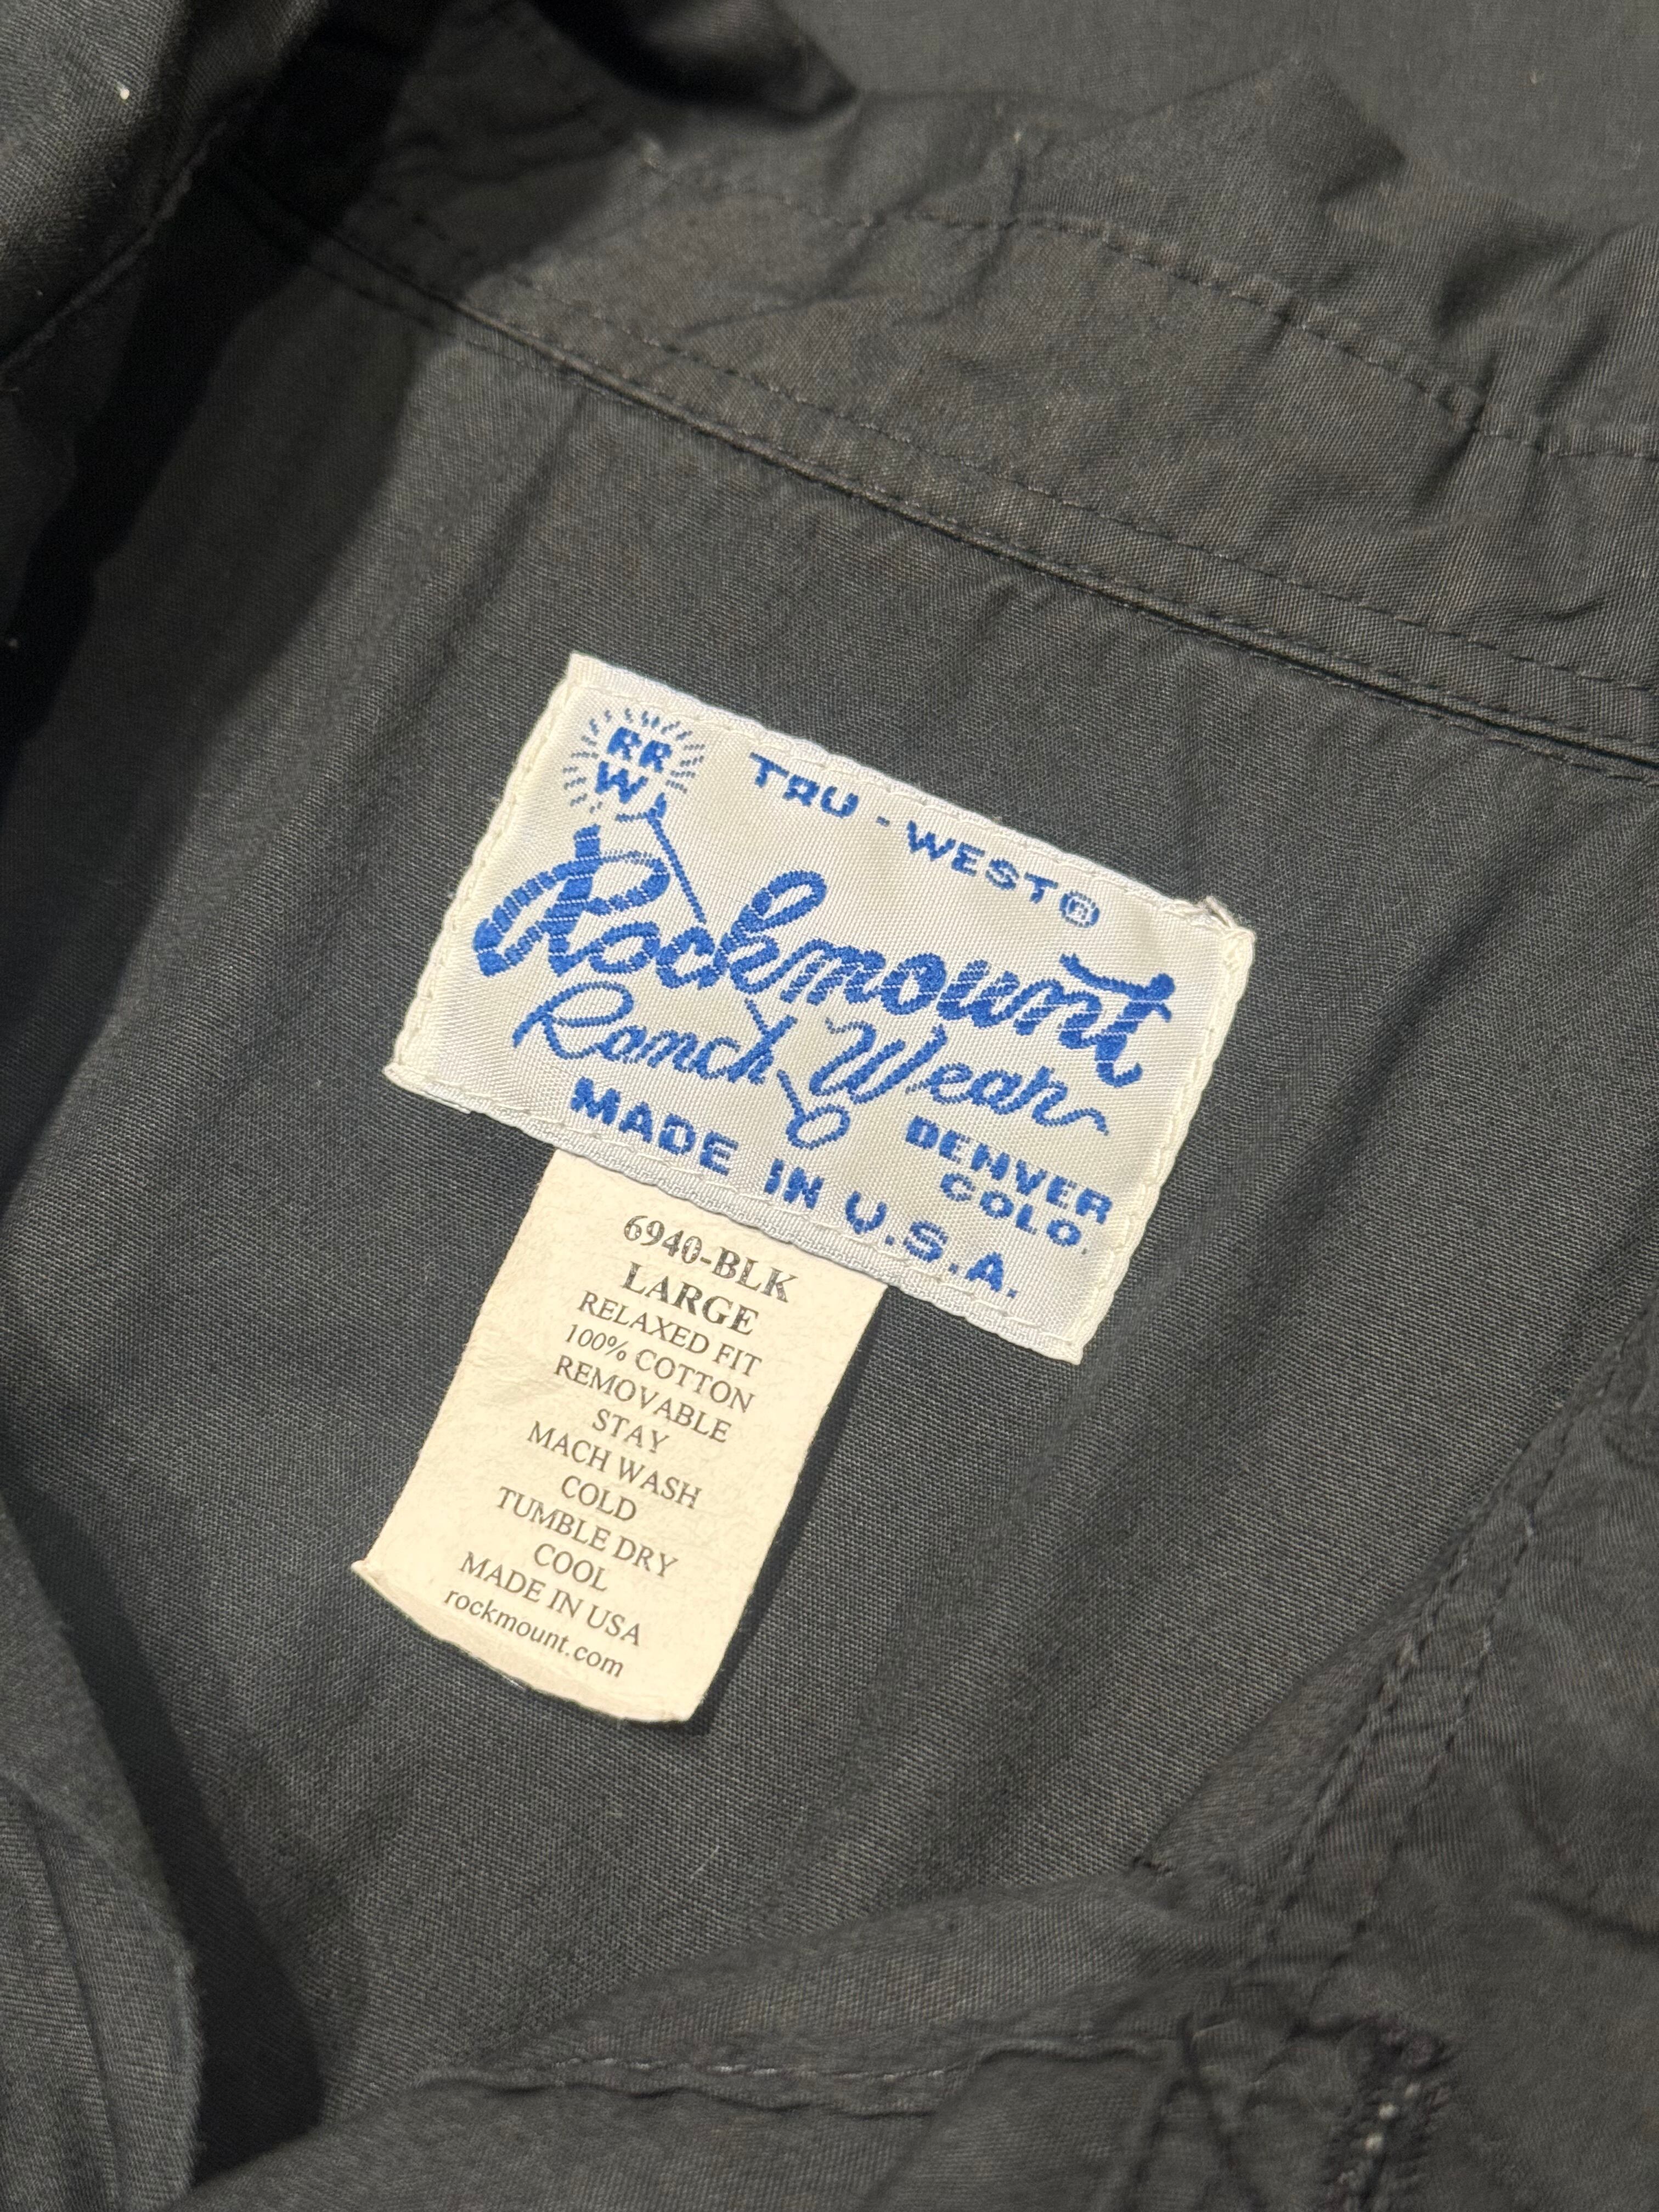 RR
W
TRU-WEST®
Rockmount
Ranch Wear
DENVER
COLO.
MADE IN U.S.A.
6940-BLK
LARGE
RELAXED FIT
100% COTTON
REMOVABLE
STAY
MACH WASH
COLD
TUMBLE DRY
COOL
MADE IN USA
rockmount.com